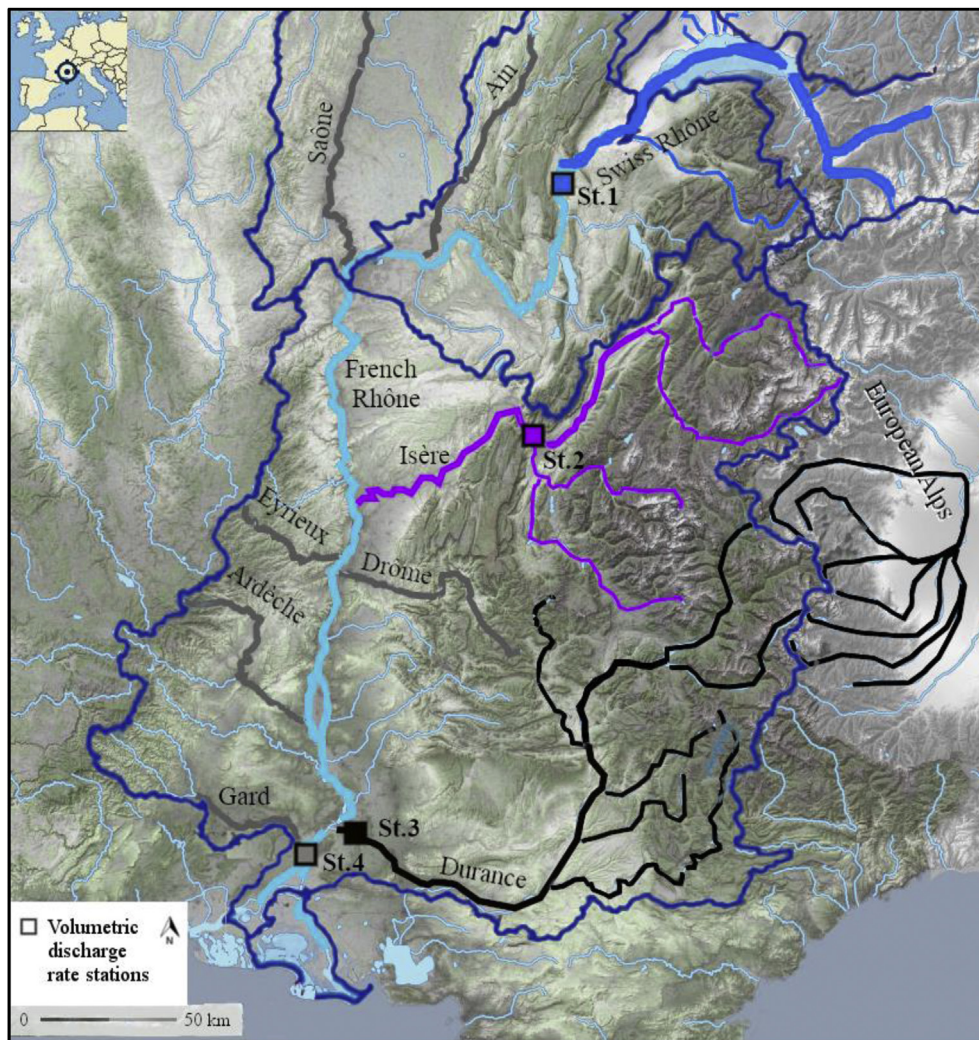 Saône
Ain
Swiss Rhône
St.1
French
Rhône
Isère
St.2
European Alps
Eyrieux
Drôme
Ardèche
Gard
St.3
St.4
Durance
Volumetric
discharge
rate stations
N
0
50 km